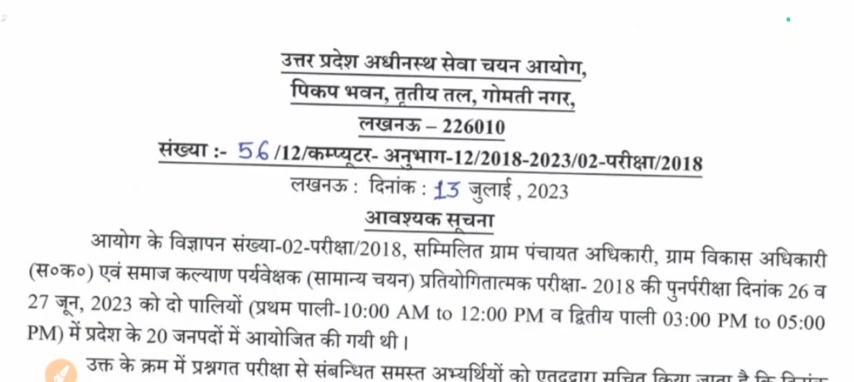 उत्तर प्रदेश अधीनस्थ सेवा चयन आयोग,
पिकप भवन, तृतीय तल, गोमती नगर,
लखनऊ – 226010
संख्या :- 56/12/कम्प्यूटर- अनुभाग-12/2018-2023/02-परीक्षा/2018
लखनऊ : दिनांक : 13 जुलाई , 2023
आवश्यक सूचना
आयोग के विज्ञापन संख्या-02-परीक्षा/2018, सम्मिलित ग्राम पंचायत अधिकारी, ग्राम विकास अधिकारी
(स०क०) एवं समाज कल्याण पर्यवेक्षक (सामान्य चयन) प्रतियोगितात्मक परीक्षा- 2018 की पुनर्परीक्षा दिनांक 26 व
27 जून, 2023 को दो पालियों (प्रथम पाली-10:00 AM to 12:00 PM व द्वितीय पाली 03:00 PM to 05:00
PM) में प्रदेश के 20 जनपदों में आयोजित की गयी थी।
उक्त के क्रम में प्रश्नगत परीक्षा से संबन्धित समस्त अभ्यर्थियों को एतदद्वारा सूचित किया जाता है कि दिनांक